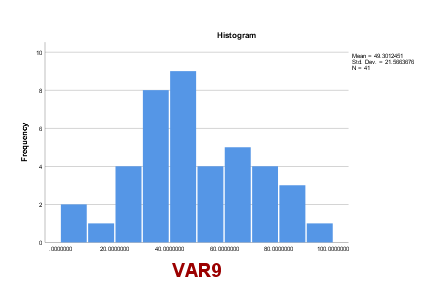 Histogram
Mean = 49.3012451
Std. Dev. = 21.5663676
N = 41
10
8
6
4
2
0
Frequency
.0000000 20.0000000 40.0000000 60.0000000 80.0000000 100.0000000
VAR9